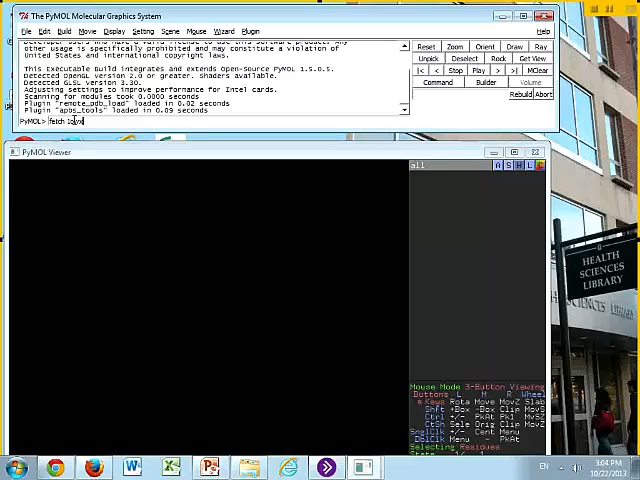 The PyMOL Molecular Graphics System
File Edit Build Movie Display Setting Scene Mouse Wizard Plugin Help
other usage is specifically prohibited and may constitute a violation of
United States and international copyright laws.
This Executable Build integrates and extends Open-Source PyMOL 1.5.0.5.
Detected OpenGL version 2.0 or greater. Shaders available.
Detected GLSL version 3.30.
Adjusting settings to improve performance for Intel cards.
Scanning for modules took 0.0000 seconds
Plugin "remote_pdb_load" loaded in 0.02 seconds
Plugin "apbs_tools" loaded in 0.09 seconds
PyMOL> fetch
Reset Zoom Orient Draw Ray
Unpick Deselect Rock Get View
|< < Stop Play > >| MClear
Command Builder Volume
Rebuild Abort
PyMOL Viewer
all A S H L C
Mouse Mode 3-Button Viewing
Buttons L M R Wheel
& Keys Rota Move MovZ Slab
Shft +Box -Box Clip MovS
Ctrl +/- PkAt Pk1 MvSZ
CtSh Sele Orig Clip MovZ
SnglClk +/- Cent Menu
DblClk Menu - PkAt
Selecting Residues
State
HEALTH
SCIENCES
LIBRARY
EN
3:04 PM
10/22/2013